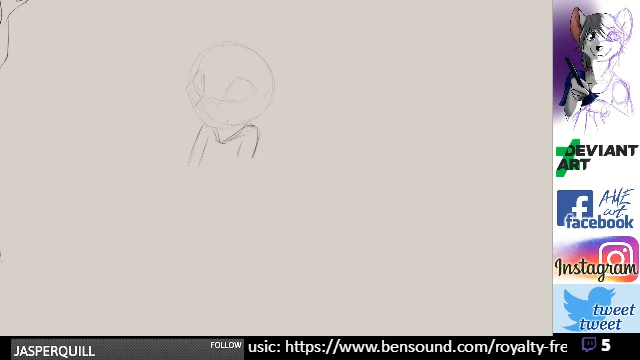 DEVIANT
ART
AHE
art
facebook
Instagram
tweet
tweet
JASPERQUILL
FOLLOW
usic: https://www.bensound.com/royalty-fre
5